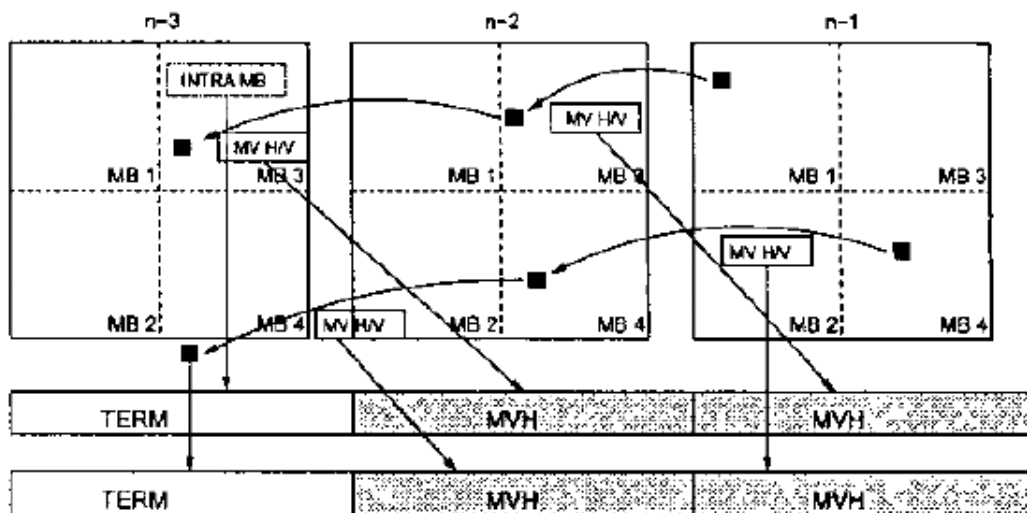 n-3 n-2 n-1
INTRA MB
MV H/V
MV H/V
MB 1 MB 3 MB 1 MB 3 MB 1 MB 3
MV H/V
MB 2 MB 4 MV H/V MB 2 MB 4 MB 2 MB 4
TERM MVH MVH
TERM MVH MVH